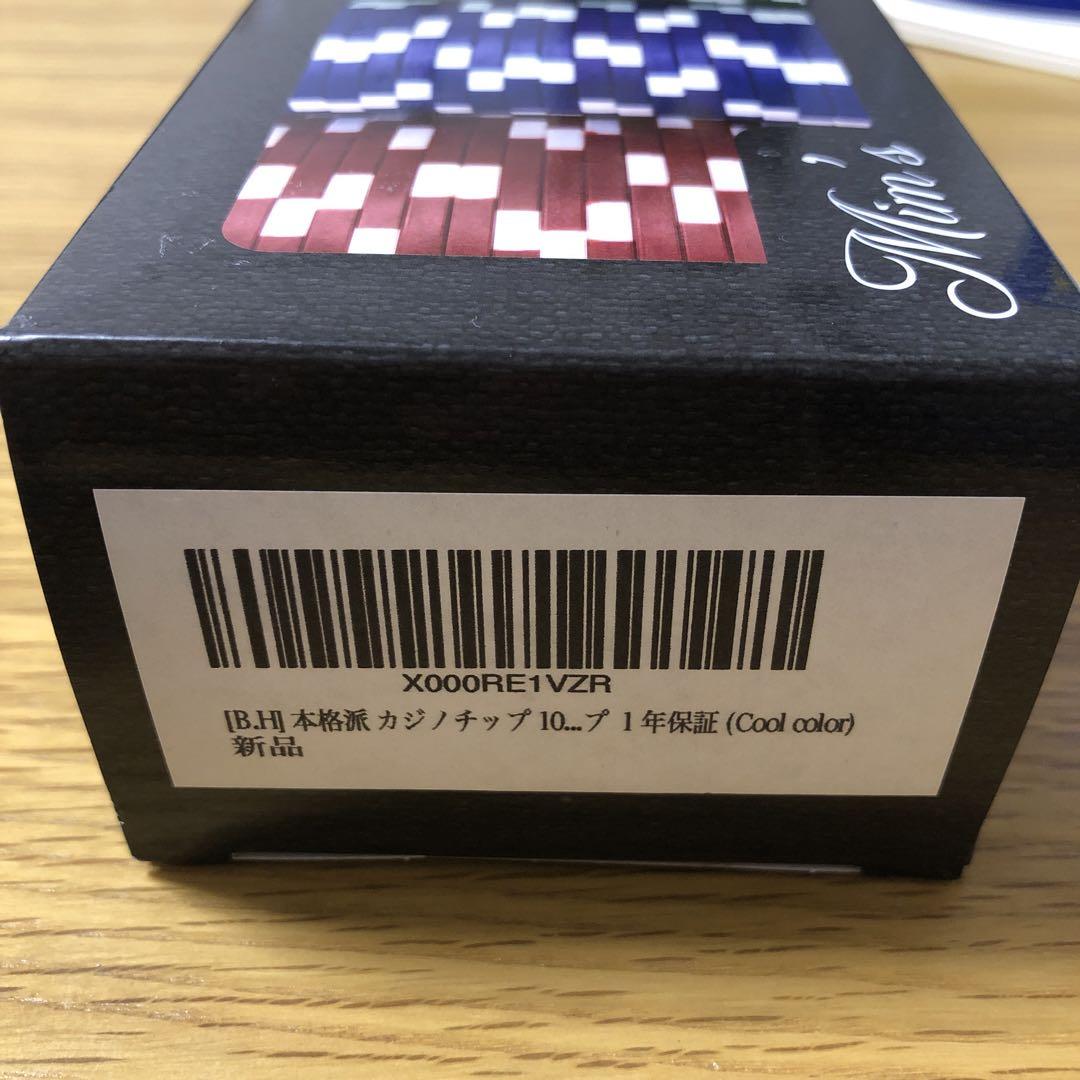 Mim's
X000RE1VZR
[B.H] 本格派 カジノチップ 10...プ 1 年保証 (Cool color)
新品